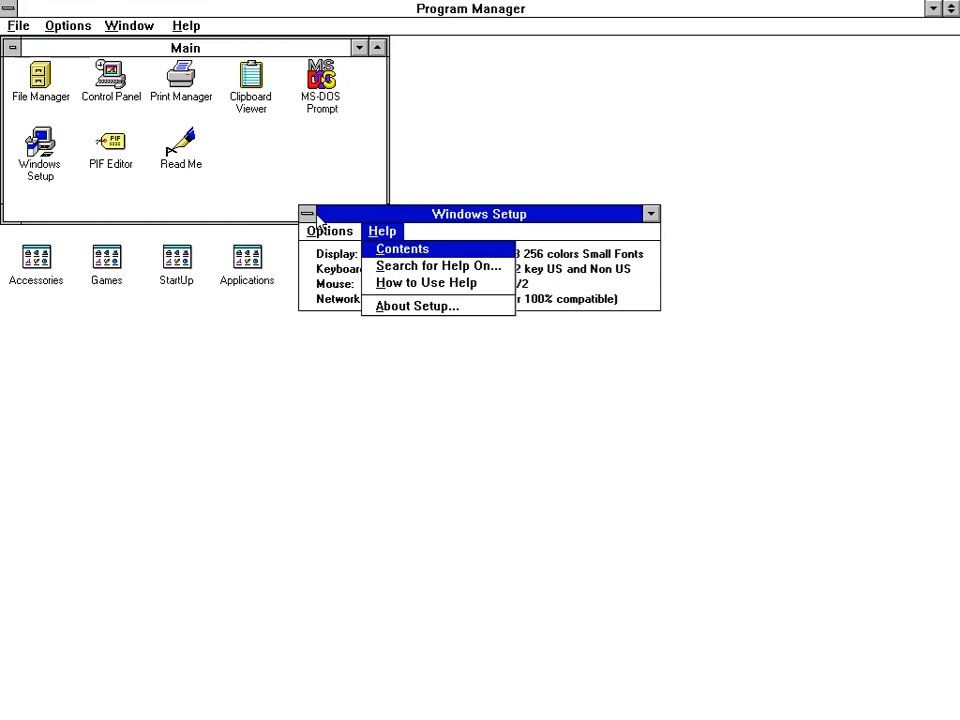 Program Manager
File Options Window Help
Main
File Manager Control Panel Print Manager Clipboard Viewer MS-DOS Prompt
MS DOS
Windows Setup PIF Editor Read Me
PIF
Accessories Games StartUp Applications
Windows Setup
Options Help
Contents
Search for Help On...
How to Use Help
About Setup...
Display: 256 colors Small Fonts
key US and Non US
Mouse: /2
Network 100% compatible)